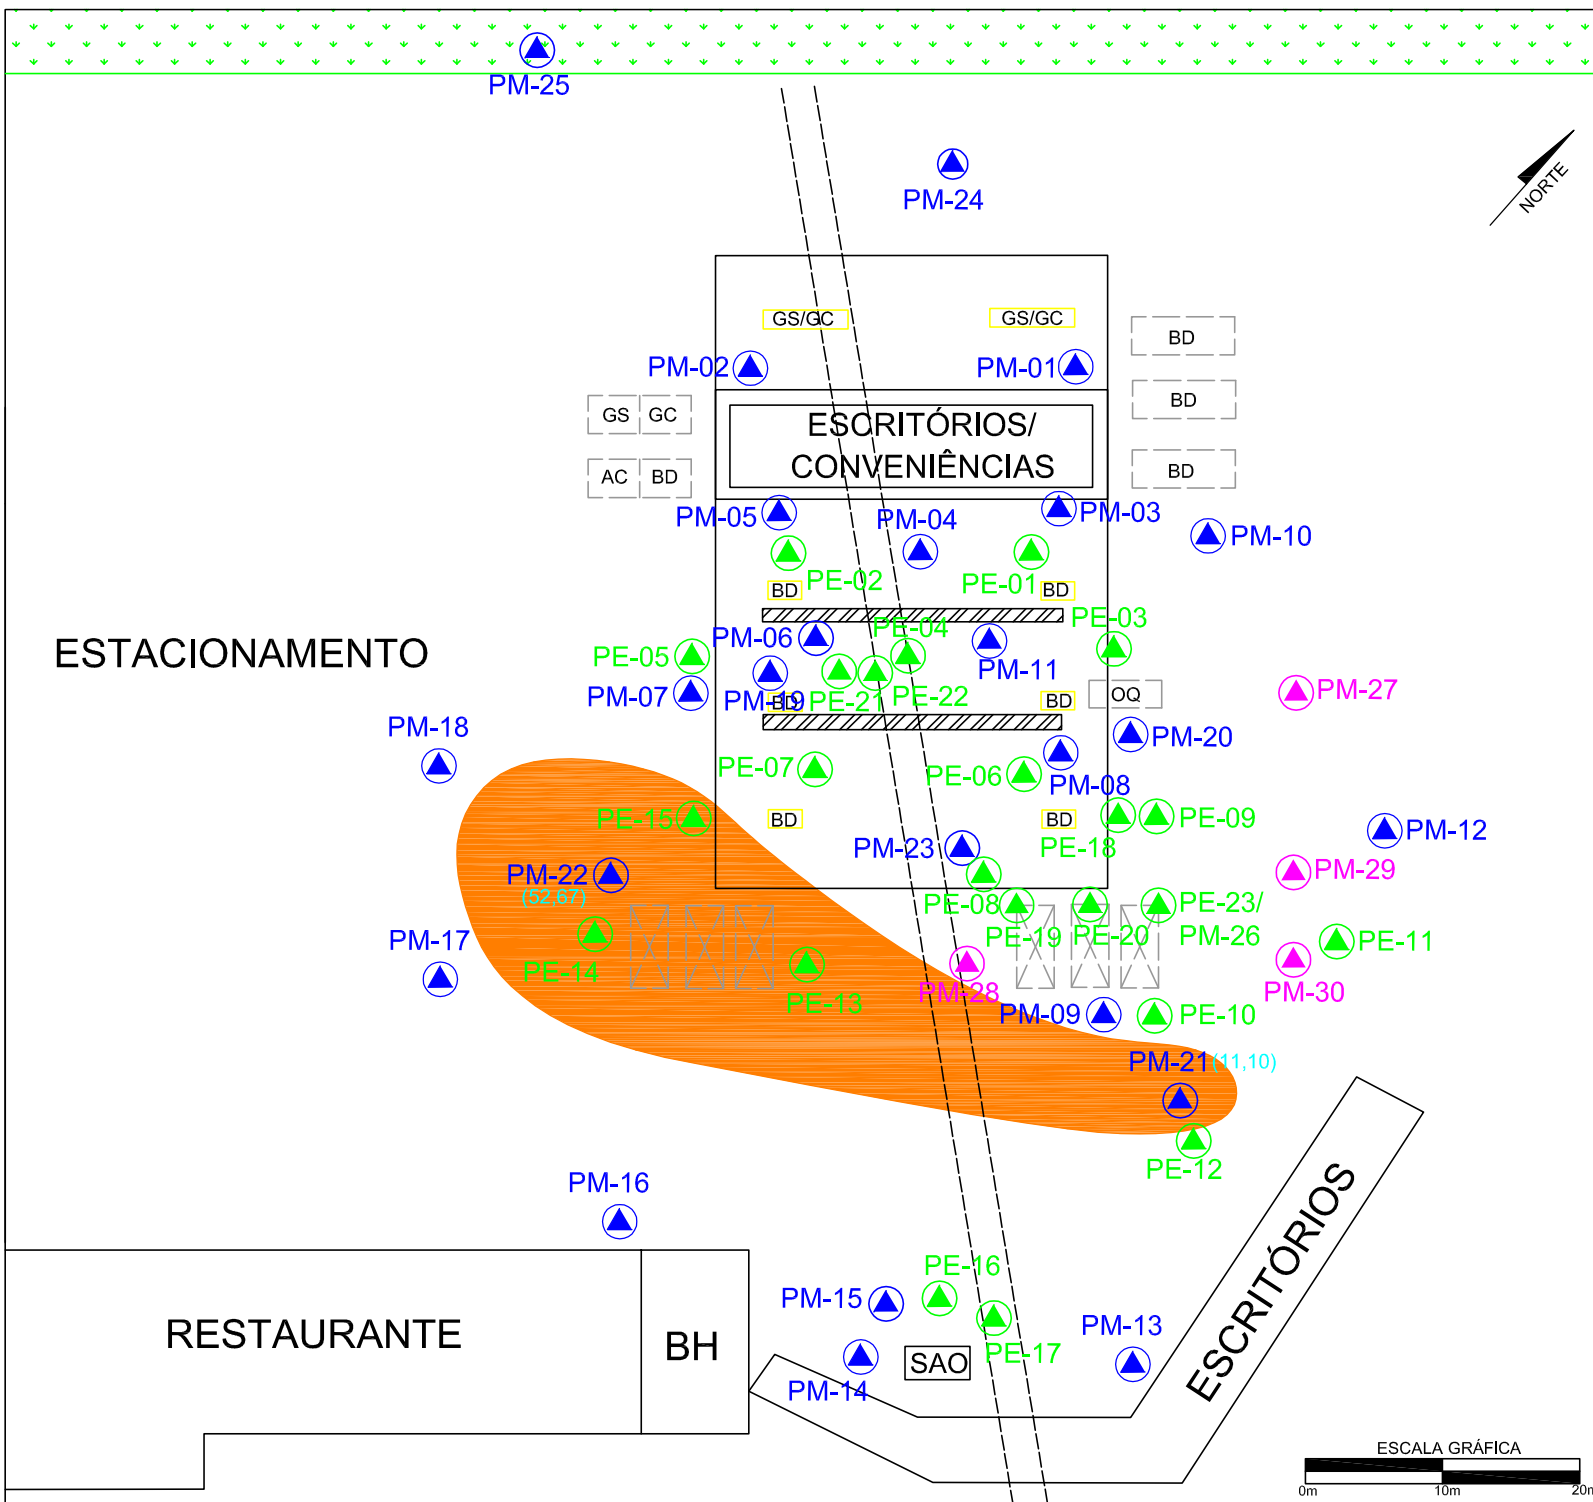 PM-25
PM-24
NORTE
GS/GC
GS/GC
BD
PM-02
PM-01
BD
GS
GC
ESCRITÓRIOS/
CONVENIÊNCIAS
AC
BD
BD
PM-05
PM-04
PM-03
PM-10
PE-02
PE-01
BD
BD
PE-03
PE-04
PM-06
ESTACIONAMENTO
PE-05
PM-11
PM-07
PM-19
PE-21
PE-22
BD
BD
OQ
PM-27
PM-18
PM-20
PE-07
PE-06
PM-08
PE-15
BD
BD
PE-09
PM-12
PE-18
PM-23
PM-22
(52,67)
PM-29
PE-08
PE-23/
PM-26
PM-17
PE-19
PE-20
PE-11
PE-14
PE-13
PM-28
PM-30
PM-09
PE-10
PM-21
(11,10)
PE-12
PM-16
ESCRITÓRIOS
PE-16
PM-15
RESTAURANTE
BH
PM-13
PE-17
SAO
PM-14
ESCALA GRÁFICA
0m
10m
20m